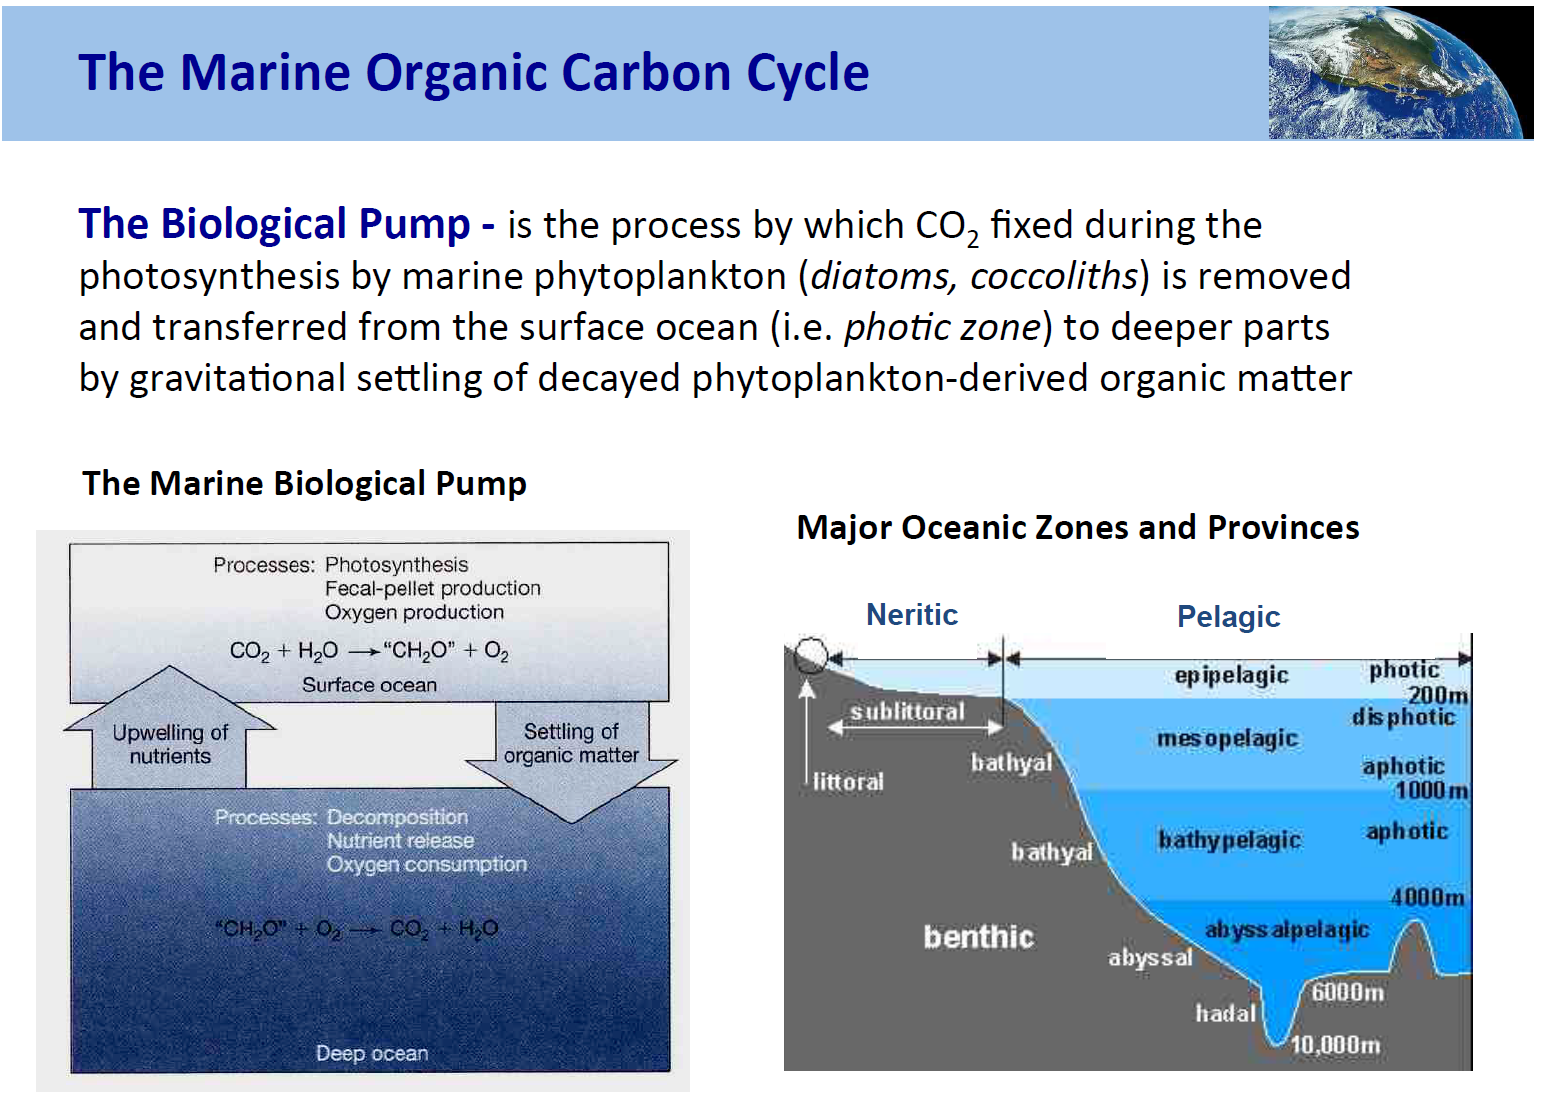 The Marine Organic Carbon Cycle
The Biological Pump - is the process by which CO₂ fixed during the
photosynthesis by marine phytoplankton (diatoms, coccoliths) is removed
and transferred from the surface ocean (i.e. photic zone) to deeper parts
by gravitational settling of decayed phytoplankton-derived organic matter
The Marine Biological Pump
Processes: Photosynthesis
Fecal-pellet production
Oxygen production
CO₂ + H₂O → "CH₂O" + O₂
Surface ocean
Upwelling of
nutrients
Settling of
organic matter
Processes: Decomposition
Nutrient release
Oxygen consumption
"CH₂O" + O₂ → CO₂ + H₂O
Deep ocean
Major Oceanic Zones and Provinces
Neritic
Pelagic
epipelagic
photic
200m
sublittoral
disphotic
mesopelagic
bathyal
littoral
aphotic
1000m
bathypelagic
aphotic
bathyal
4000m
abyssalpelagic
benthic
abyssal
6000m
hadal
10,000m